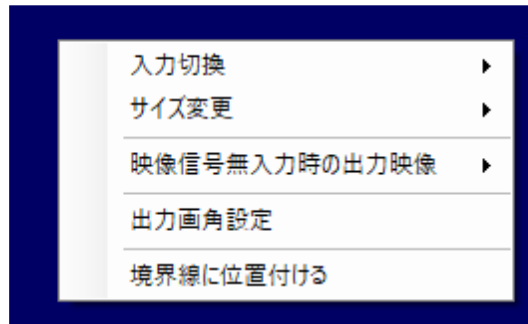 入力切換
サイズ変更
映像信号無入力時の出力映像
出力画角設定
境界線に位置付ける